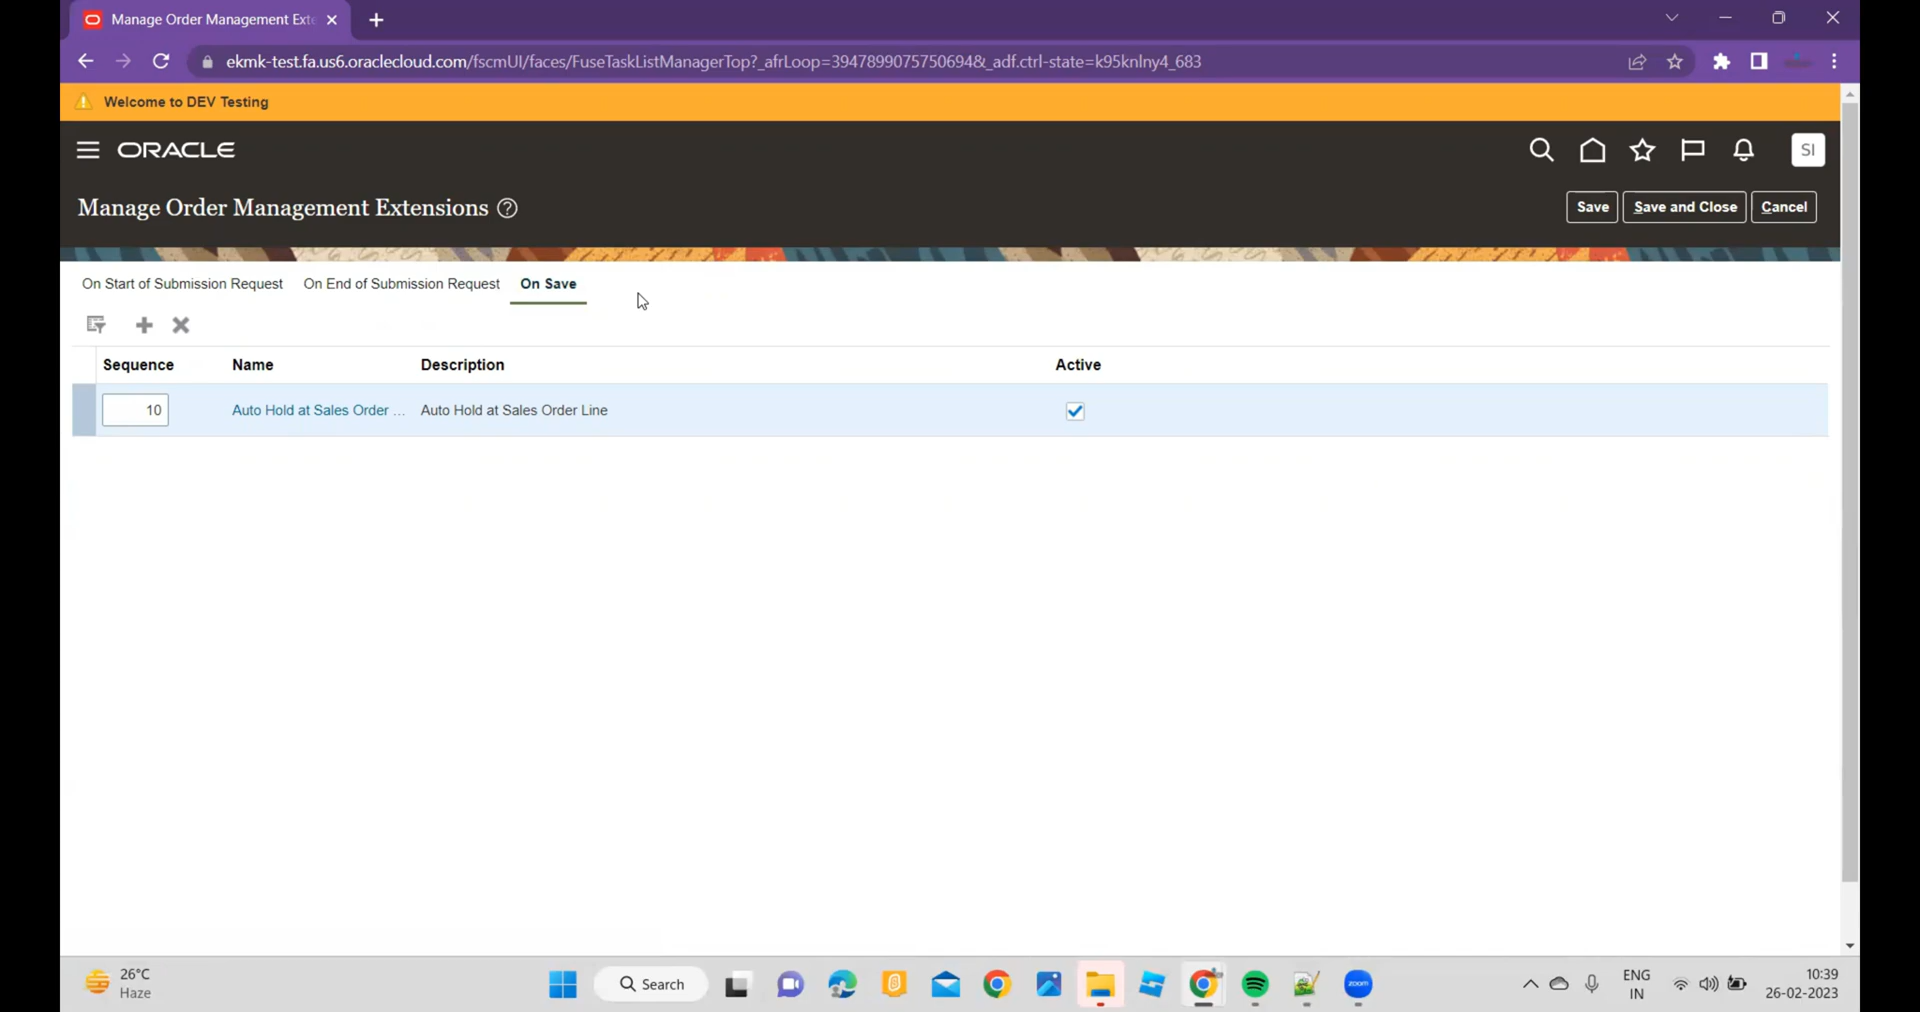 Manage Order Management Exte
ekmk-test.fa.us6.oraclecloud.com/fscmUI/faces/FuseTaskListManagerTop?_afrLoop=39478990757506948&_adf.ctrl-state=k95knlny4_683
Welcome to DEV Testing
ORACLE
SI
Manage Order Management Extensions ?
Save
Save and Close
Cancel
On Start of Submission Request
On End of Submission Request
On Save
Sequence Name Description Active
10 Auto Hold at Sales Order ... Auto Hold at Sales Order Line
26°C
Haze
Search
zoom
ENG
IN
10:39
26-02-2023